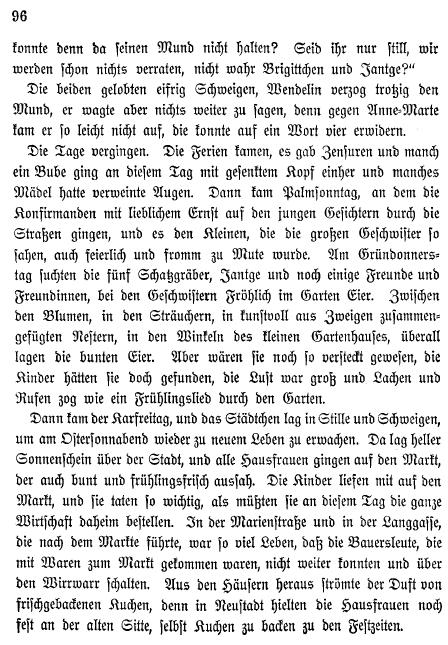 96
konnte denn da seinen Mund nicht halten? Seid ihr nur still, wir
werden schon nichts verraten, nicht wahr Brigittchen und Jantge?“
Die beiden gelobten eifrig Schweigen, Wendelin verzog trotzig den
Mund, er wagte aber nichts weiter zu sagen, denn gegen Anne-Marte
kam er so leicht nicht auf, die konnte auf ein Wort vier erwidern.
Die Tage vergingen. Die Ferien kamen, es gab Zensuren und manch
ein Bube ging an diesem Tag mit gesenktem Kopf einher und manches
Mädel hatte verweinte Augen. Dann kam Palmsonntag, an dem die
Konfirmanden mit lieblichem Ernst auf den jungen Gesichtern durch die
Straßen gingen, und es den Kleinen, die die großen Geschwister so
sahen, auch feierlich und fromm zu Mute wurde. Am Gründonners-
tag suchten die fünf Schatzgräber, Jantge und noch einige Freunde und
Freundinnen, bei den Geschwistern Fröhlich im Garten Eier. Zwischen
den Blumen, in den Sträuchern, in kunstvoll aus Zweigen zusammen-
gefügten Nestern, in den Winkeln des kleinen Gartenhauses, überall
lagen die bunten Eier. Aber wären sie noch so versteckt gewesen, die
Kinder hätten sie doch gefunden, die Lust war groß und Lachen und
Rufen zog wie ein Frühlingslied durch den Garten.
Dann kam der Karfreitag, und das Städtchen lag in Stille und Schweigen,
um am Ostersonnabend wieder zu neuem Leben zu erwachen. Da lag heller
Sonnenschein über der Stadt, und alle Hausfrauen gingen auf den Markt,
der auch bunt und frühlingsfrisch aussah. Die Kinder liefen mit auf den
Markt, und sie taten so wichtig, als müßten sie an diesem Tag die ganze
Wirtschaft daheim bestellen. In der Marienstraße und in der Langgasse,
die nach dem Markte führte, war so viel Leben, daß die Bauersleute, die
mit Waren zum Markt gekommen waren, nicht weiter konnten und über
den Wirrwarr schalten. Aus den Häusern heraus strömte der Duft von
frischgebackenen Kuchen, denn in Neustadt hielten die Hausfrauen noch
fest an der alten Sitte, selbst Kuchen zu backen zu den Festzeiten.